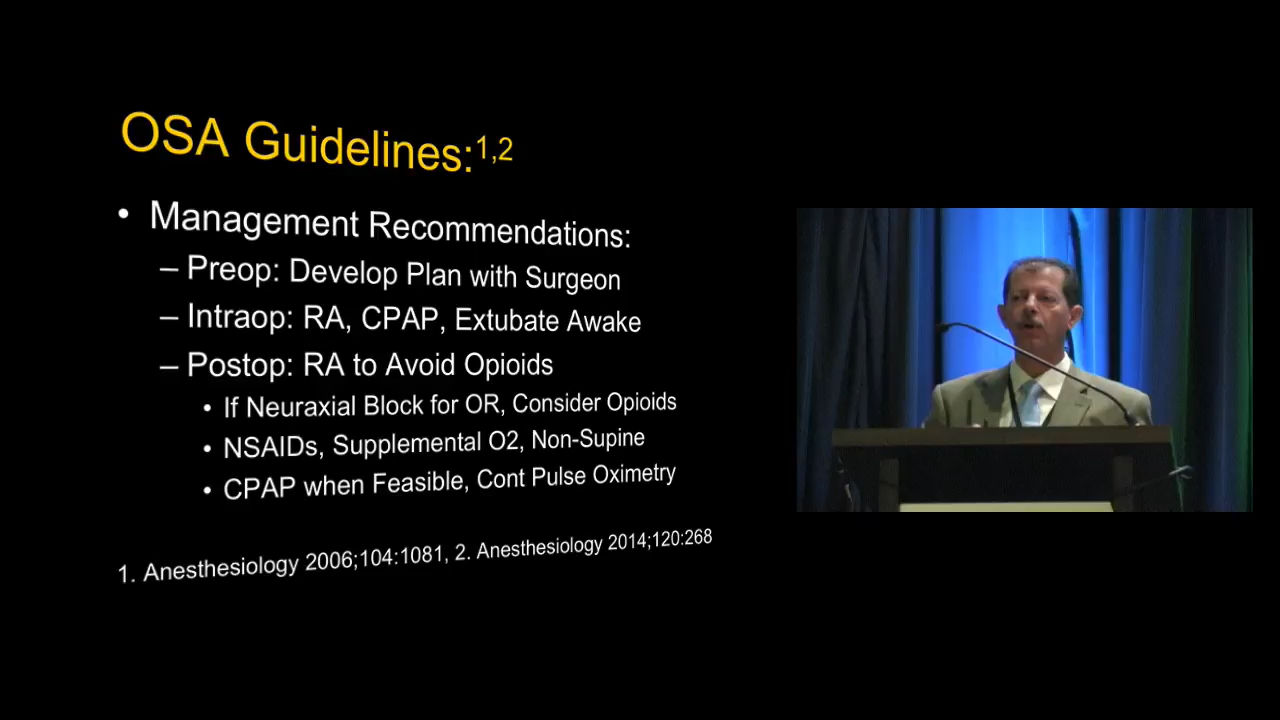 OSA Guidelines:1,2
• Management Recommendations:
– Preop: Develop Plan with Surgeon
– Intraop: RA, CPAP, Extubate Awake
– Postop: RA to Avoid Opioids
• If Neuraxial Block for OR, Consider Opioids
• NSAIDs, Supplemental O2, Non-Supine
• CPAP when Feasible, Cont Pulse Oximetry
1. Anesthesiology 2006;104:1081, 2. Anesthesiology 2014;120:268